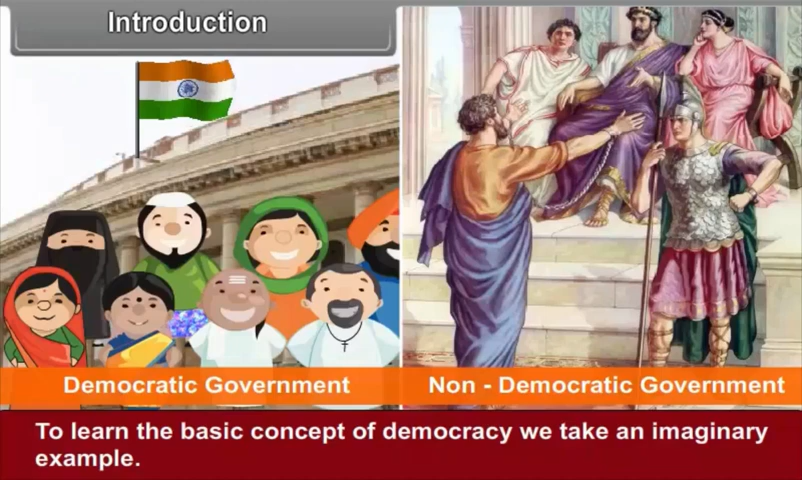 Introduction
Democratic Government
Non - Democratic Government
To learn the basic concept of democracy we take an imaginary
example.